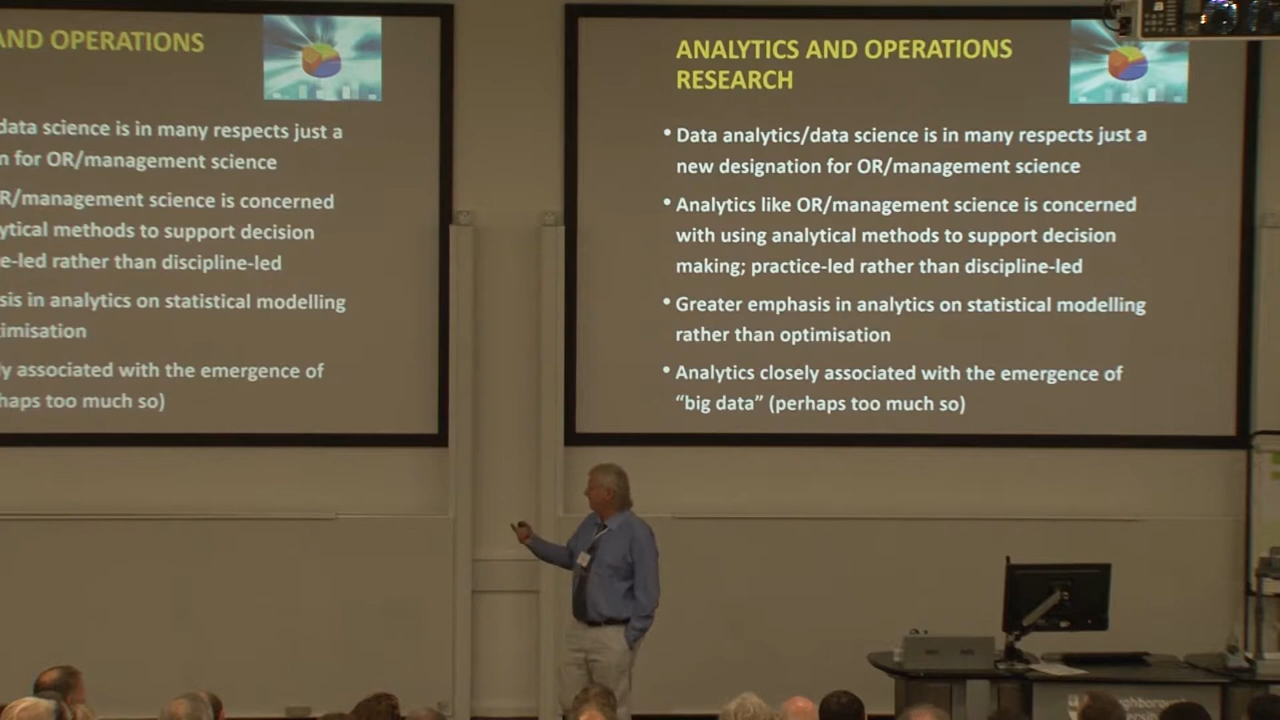 AND OPERATIONS
data science is in many respects just a
for OR/management science
OR/management science is concerned
methods to support decision
rather than discipline-led
in analytics on statistical modelling
associated with the emergence of
too much so)
ANALYTICS AND OPERATIONS
RESEARCH
• Data analytics/data science is in many respects just a
new designation for OR/management science
• Analytics like OR/management science is concerned
with using analytical methods to support decision
making; practice-led rather than discipline-led
• Greater emphasis in analytics on statistical modelling
rather than optimisation
• Analytics closely associated with the emergence of
“big data” (perhaps too much so)